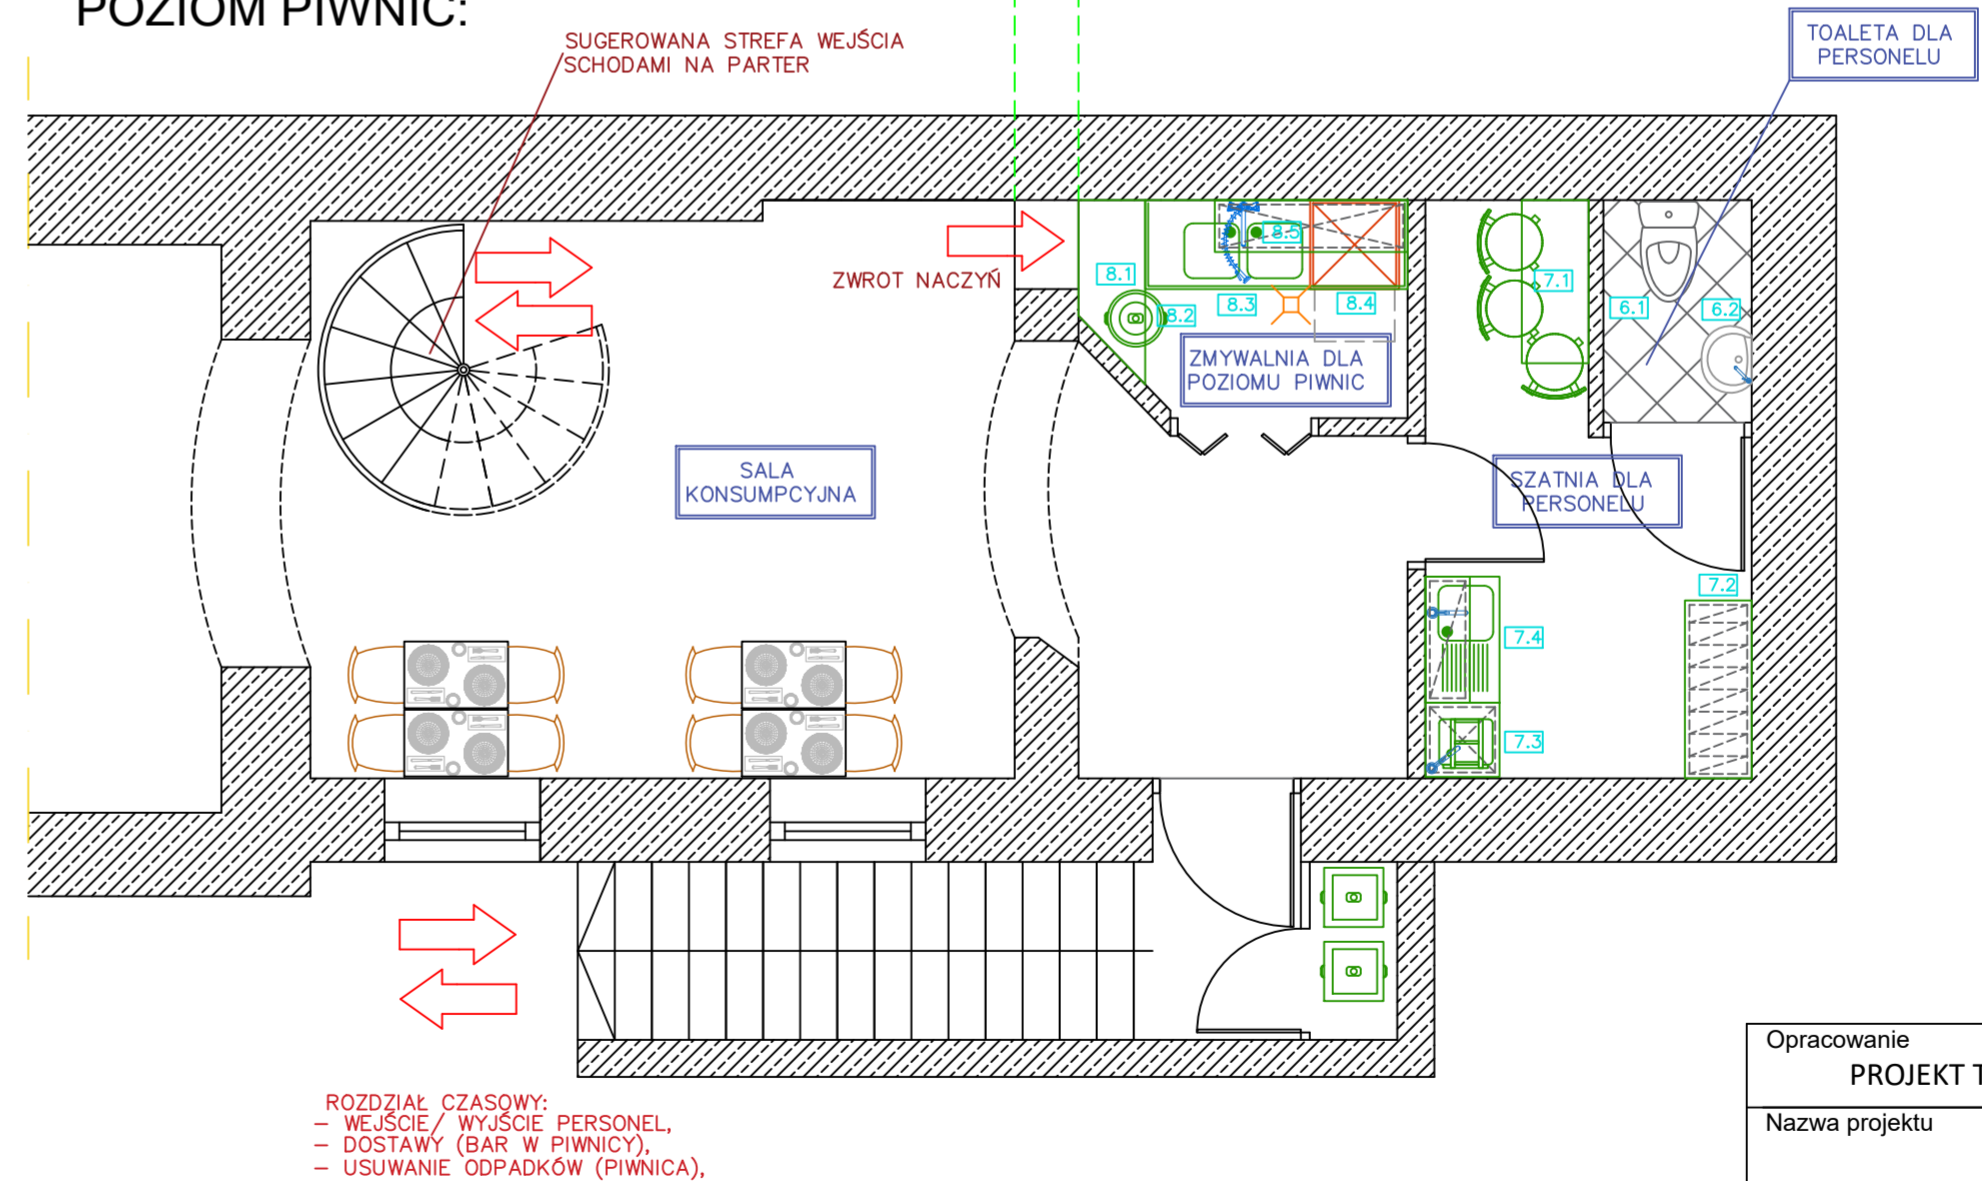 POZIOM PIWNIC:
SUGEROWANA STREFA WEJŚCIA
SCHODAMI NA PARTER
TOALETA DLA
PERSONELU
ZWROT NACZYŃ
8.1
8.2
8.3
8.4
8.5
7.1
6.1
6.2
ZMYWALNIA DLA
POZIOMU PIWNIC
SALA
KONSUMPCYJNA
SZATNIA DLA
PERSONELU
7.2
7.4
7.3
ROZDZIAŁ CZASOWY:
– WEJŚCIE/ WYJŚCIE PERSONEL,
– DOSTAWY (BAR W PIWNICY),
– USUWANIE ODPADKÓW (PIWNICA),
Opracowanie
PROJEKT T
Nazwa projektu